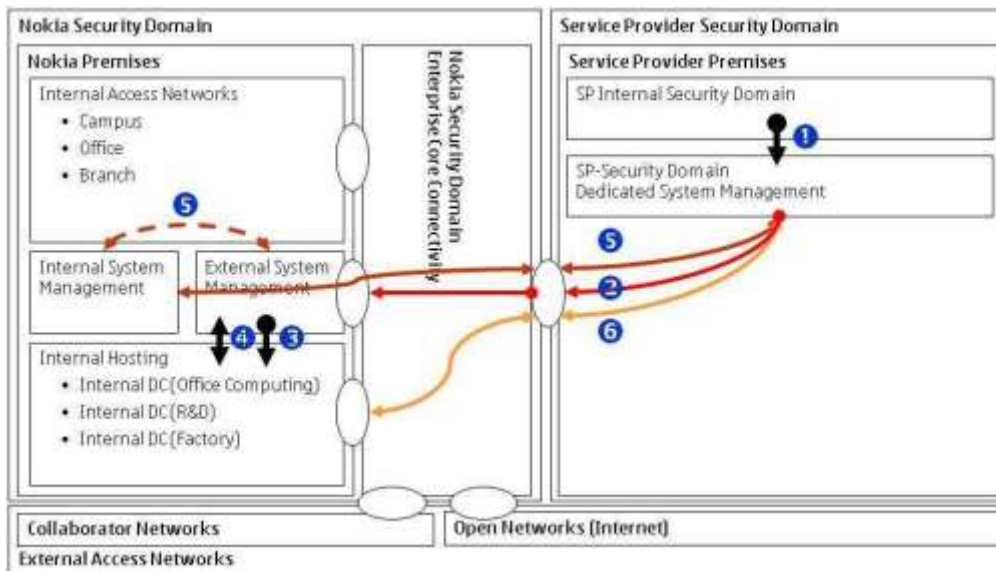 Nokia Security Domain
Service Provider Security Domain
Nokia Premises
Service Provider Premises
Internal Access Networks
• Campus
• Office
• Branch
Nokia Security Domain
Enterprise Core Connectivity
SP Internal Security Domain
1
SP-Security Domain
Dedicated System Management
5
5
Internal System
Management
External System
Management
2
6
4
3
Internal Hosting
• Internal DC(Office Computing)
• Internal DC(R&D)
• Internal DC(Factory)
Collaborator Networks
Open Networks (Internet)
External Access Networks